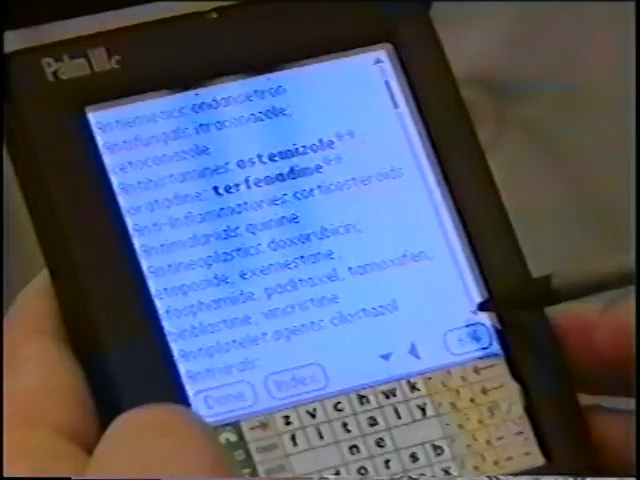 Palm IIIc
Antiemetics: ondansetron
Antifungals: itraconazole,
ketoconazole
Antihistamines: astemizole**,
loratadine, terfenadine**
Anti-inflammatories: corticosteroids
Antimalarials: quinine
Antineoplastics: doxorubicin,
etoposide, exemestane,
ifosphamide, paclitaxel, tamoxifen,
vinblastine, vincristine
Antiplatelet agents: cilostazol
Antivirals:
Done Index
z v c h w k
f i t a l y
n e
d o r s b
x